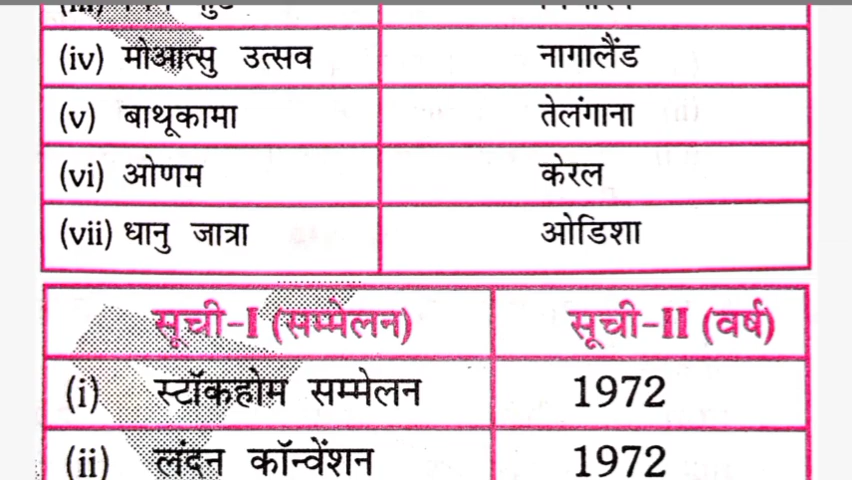 (iv) मोआत्सु उत्सव नागालैंड
(v) बाथूकामा तेलंगाना
(vi) ओणम केरल
(vii) धानु जात्रा ओडिशा
सूची-I (सम्मेलन) सूची-II (वर्ष)
(i) स्टॉकहोम सम्मेलन 1972
(ii) लंदन कॉन्वेंशन 1972